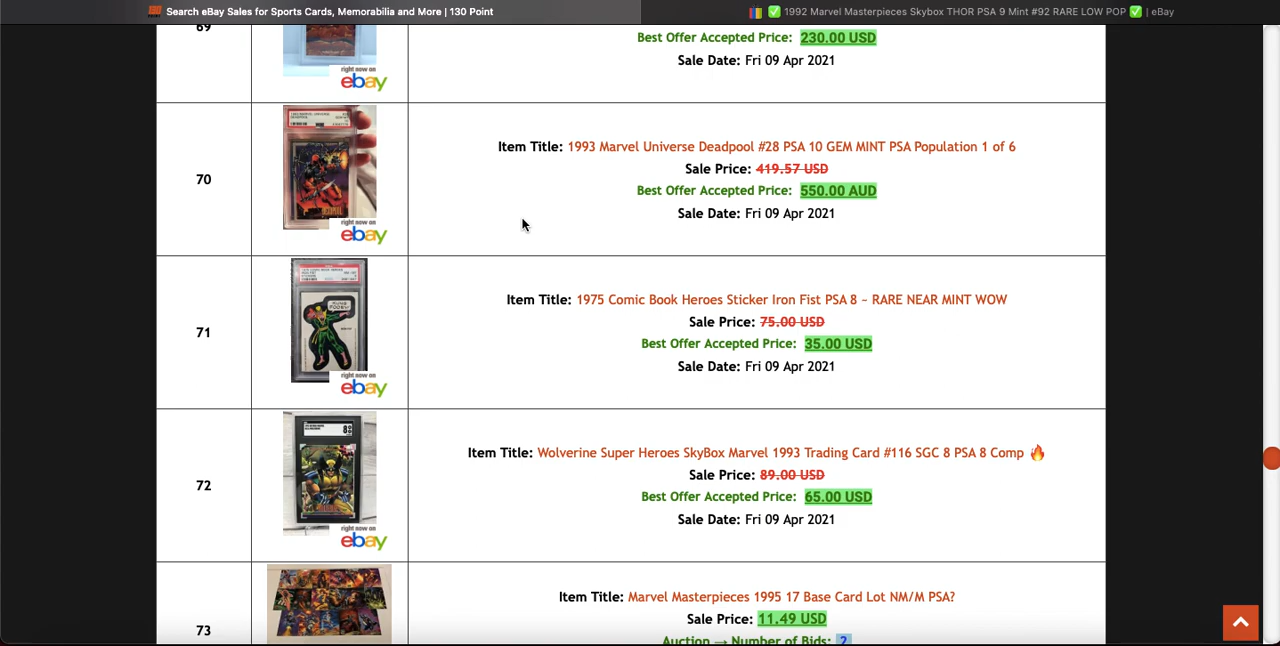 Search eBay Sales for Sports Cards, Memorabilia and More | 130 Point
✅ 1992 Marvel Masterpieces Skybox THOR PSA 9 Mint #92 RARE LOW POP ✅ | eBay
69
right now on
ebay
Best Offer Accepted Price: 230.00 USD
Sale Date: Fri 09 Apr 2021
70
right now on
ebay
Item Title: 1993 Marvel Universe Deadpool #28 PSA 10 GEM MINT PSA Population 1 of 6
Sale Price: 419.57 USD
Best Offer Accepted Price: 550.00 AUD
Sale Date: Fri 09 Apr 2021
71
right now on
ebay
Item Title: 1975 Comic Book Heroes Sticker Iron Fist PSA 8 – RARE NEAR MINT WOW
Sale Price: 75.00 USD
Best Offer Accepted Price: 35.00 USD
Sale Date: Fri 09 Apr 2021
72
right now on
ebay
Item Title: Wolverine Super Heroes SkyBox Marvel 1993 Trading Card #116 SGC 8 PSA 8 Comp 🔥
Sale Price: 89.00 USD
Best Offer Accepted Price: 65.00 USD
Sale Date: Fri 09 Apr 2021
73
Item Title: Marvel Masterpieces 1995 17 Base Card Lot NM/M PSA?
Sale Price: 11.49 USD
Auction → Number of Bids: 2